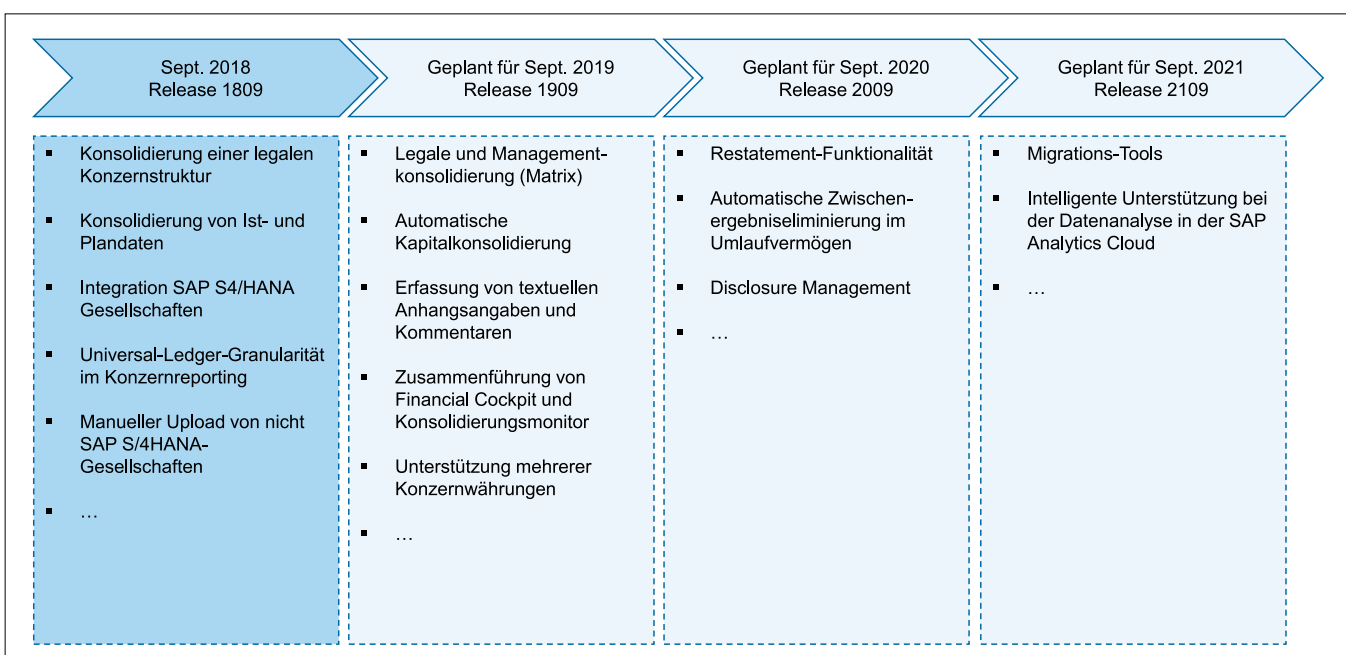 Sept. 2018
Release 1809
Geplant für Sept. 2019
Release 1909
Geplant für Sept. 2020
Release 2009
Geplant für Sept. 2021
Release 2109
▪ Konsolidierung einer legalen
Konzernstruktur
▪ Konsolidierung von Ist- und
Plandaten
▪ Integration SAP S4/HANA
Gesellschaften
▪ Universal-Ledger-Granularität
im Konzernreporting
▪ Manueller Upload von nicht
SAP S/4HANA-
Gesellschaften
▪ …
▪ Legale und Management-
konsolidierung (Matrix)
▪ Automatische
Kapitalkonsolidierung
▪ Erfassung von textuellen
Anhangsangaben und
Kommentaren
▪ Zusammenführung von
Financial Cockpit und
Konsolidierungsmonitor
▪ Unterstützung mehrerer
Konzernwährungen
▪ …
▪ Restatement-Funktionalität
▪ Automatische Zwischen-
ergebniseliminierung im
Umlaufvermögen
▪ Disclosure Management
▪ …
▪ Migrations-Tools
▪ Intelligente Unterstützung bei
der Datenanalyse in der SAP
Analytics Cloud
▪ …